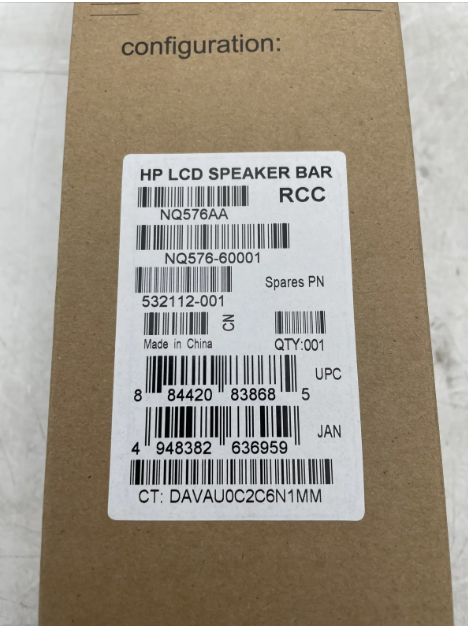 configuration:
HP LCD SPEAKER BAR
RCC
NQ576AA
NQ576-60001
Spares PN
532112-001
CN
Made in China QTY:001
UPC
8 84420 83868 5
JAN
4 948382 636959
CT: DAVAU0C2C6N1MM